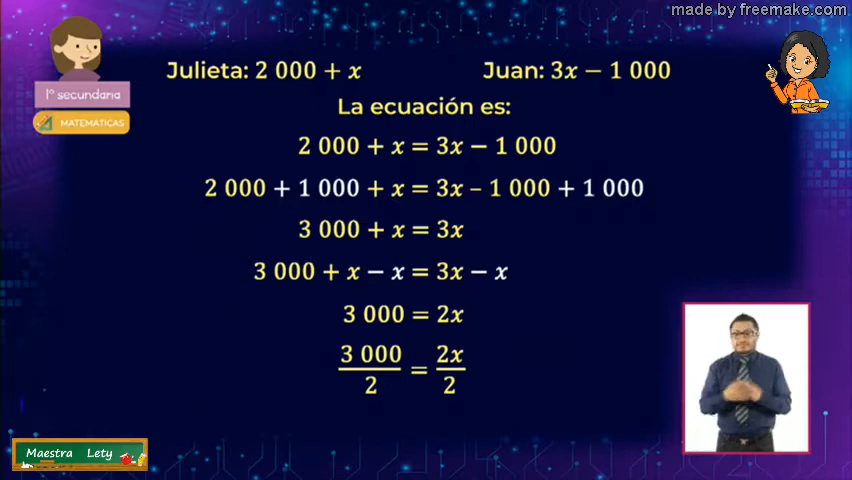 made by freemake.com
Julieta: 2 000 + x
Juan: 3x − 1 000
1° secundaria
MATEMATICAS
La ecuación es:
2 000 + x = 3x − 1 000
2 000 + 1 000 + x = 3x – 1 000 + 1 000
3 000 + x = 3x
3 000 + x − x = 3x − x
3 000 = 2x
3 000/2 = 2x/2
Maestra Lety